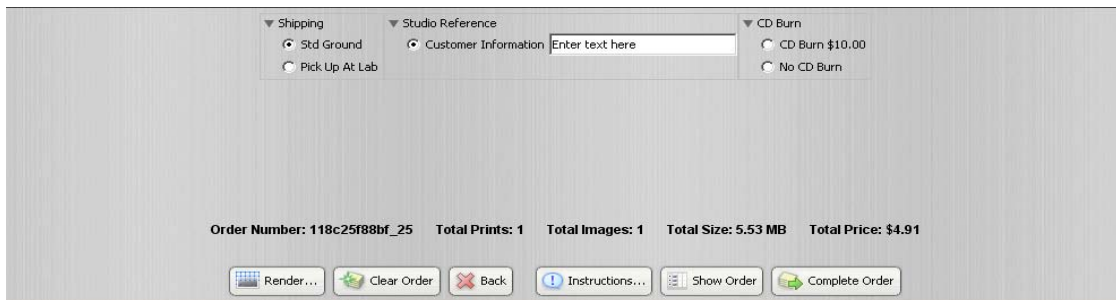 Shipping
Std Ground
Pick Up At Lab
Studio Reference
Customer Information Enter text here
CD Burn
CD Burn $10.00
No CD Burn
Order Number: 118c25f88bf_25 Total Prints: 1 Total Images: 1 Total Size: 5.53 MB Total Price: $4.91
Render... Clear Order Back Instructions... Show Order Complete Order